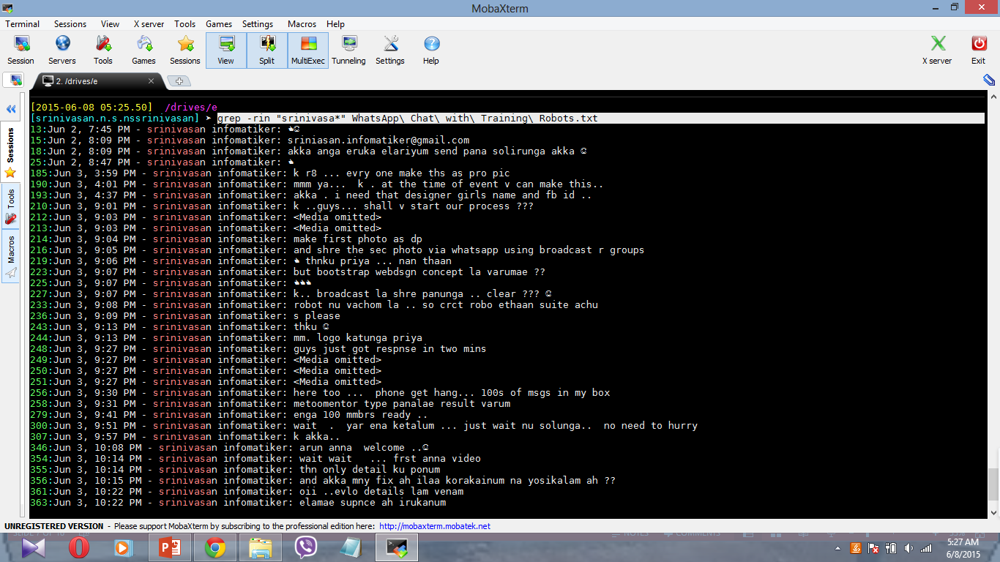 MobaXterm
Terminal Sessions View X server Tools Games Settings Macros Help
Session Servers Tools Games Sessions View Split MultiExec Tunneling Settings Help X server Exit
2. /drives/e
Sessions
Tools
Macros
[2015-06-08 05:25.50] /drives/e
[srinivasan.n.s.nssrinivasan] ➤ grep -rin "srinivasa*" WhatsApp\ Chat\ with\ Training\ Robots.txt
13:Jun 2, 7:45 PM - srinivasan infomatiker:
15:Jun 2, 8:09 PM - srinivasan infomatiker: sriniasan.infomatiker@gmail.com
18:Jun 2, 8:09 PM - srinivasan infomatiker: akka anga eruka elariyum send pana solirunga akka ☺
25:Jun 2, 8:47 PM - srinivasan infomatiker:
185:Jun 3, 3:59 PM - srinivasan infomatiker: k r8 ... evry one make ths as pro pic
190:Jun 3, 4:01 PM - srinivasan infomatiker: mmm ya... k . at the time of event v can make this..
193:Jun 3, 4:37 PM - srinivasan infomatiker: akka . i need that designer girls name and fb id ..
210:Jun 3, 9:01 PM - srinivasan infomatiker: k ..guys... shall v start our process ???
212:Jun 3, 9:03 PM - srinivasan infomatiker: <Media omitted>
213:Jun 3, 9:03 PM - srinivasan infomatiker: <Media omitted>
214:Jun 3, 9:04 PM - srinivasan infomatiker: make first photo as dp
216:Jun 3, 9:05 PM - srinivasan infomatiker: and shre the sec photo via whatsapp using broadcast r groups
219:Jun 3, 9:06 PM - srinivasan infomatiker: thnku priya ... nan thaan
223:Jun 3, 9:07 PM - srinivasan infomatiker: but bootstrap webdsgn concept la varumae ??
225:Jun 3, 9:07 PM - srinivasan infomatiker:
227:Jun 3, 9:07 PM - srinivasan infomatiker: k.. broadcast la shre panunga .. clear ??? ☺
233:Jun 3, 9:08 PM - srinivasan infomatiker: robot nu vachom la .. so crct robo ethaan suite achu
236:Jun 3, 9:09 PM - srinivasan infomatiker: s please
243:Jun 3, 9:13 PM - srinivasan infomatiker: thku ☺
244:Jun 3, 9:13 PM - srinivasan infomatiker: mm. logo katunga priya
248:Jun 3, 9:27 PM - srinivasan infomatiker: guys just got respnse in two mins
249:Jun 3, 9:27 PM - srinivasan infomatiker: <Media omitted>
250:Jun 3, 9:27 PM - srinivasan infomatiker: <Media omitted>
251:Jun 3, 9:27 PM - srinivasan infomatiker: <Media omitted>
256:Jun 3, 9:30 PM - srinivasan infomatiker: here too ... phone get hang... 100s of msgs in my box
258:Jun 3, 9:31 PM - srinivasan infomatiker: metoomentor type panalae result varum
279:Jun 3, 9:41 PM - srinivasan infomatiker: enga 100 mmbrs ready ..
300:Jun 3, 9:51 PM - srinivasan infomatiker: wait . yar ena ketalum ... just wait nu solunga.. no need to hurry
307:Jun 3, 9:57 PM - srinivasan infomatiker: k akka..
346:Jun 3, 10:08 PM - srinivasan infomatiker: arun anna welcome ..☺
354:Jun 3, 10:14 PM - srinivasan infomatiker: wait wait ... frst anna video
355:Jun 3, 10:14 PM - srinivasan infomatiker: thn only detail ku ponum
356:Jun 3, 10:15 PM - srinivasan infomatiker: and akka mny fix ah ilaa korakainum na yosikalam ah ??
361:Jun 3, 10:22 PM - srinivasan infomatiker: oii ..evlo details lam venam
363:Jun 3, 10:22 PM - srinivasan infomatiker: elamae supnce ah irukanum
UNREGISTERED VERSION - Please support MobaXterm by subscribing to the professional edition here: http://mobaxterm.mobatek.net
SLIDE 7 OF 10 NOTES COMMENTS
5:27 AM
6/8/2015